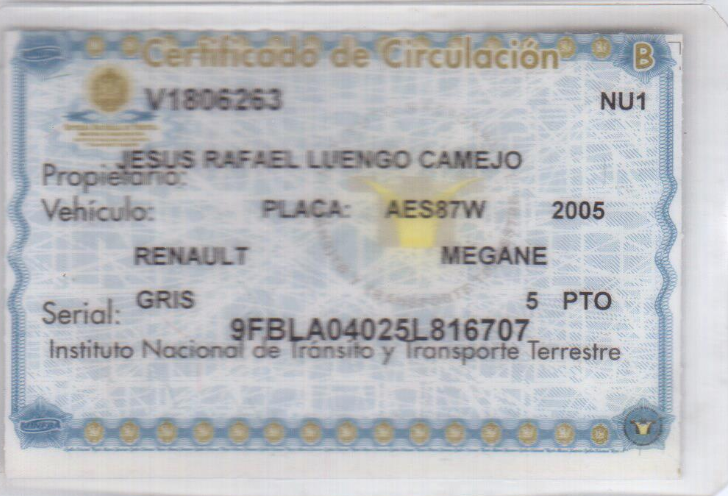 Certificado de Circulación B
V1806263 NU1
JESUS RAFAEL LUENGO CAMEJO
Propietario:
Vehículo: PLACA: AES87W 2005
RENAULT MEGANE
Serial: GRIS 5 PTO
9FBLA04025L816707
Instituto Nacional de Tránsito y Transporte Terrestre